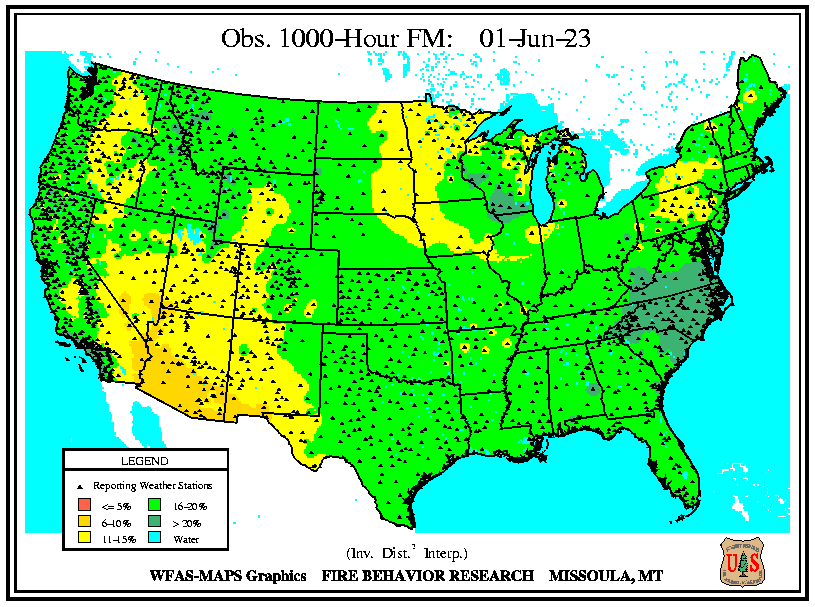 Obs. 1000-Hour FM: 01-Jun-23
LEGEND
Reporting Weather Stations
<= 5% 16-20%
6-10% > 20%
11-15% Water
(Inv. Dist.² Interp.)
WFAS-MAPS Graphics FIRE BEHAVIOR RESEARCH MISSOULA, MT
U S